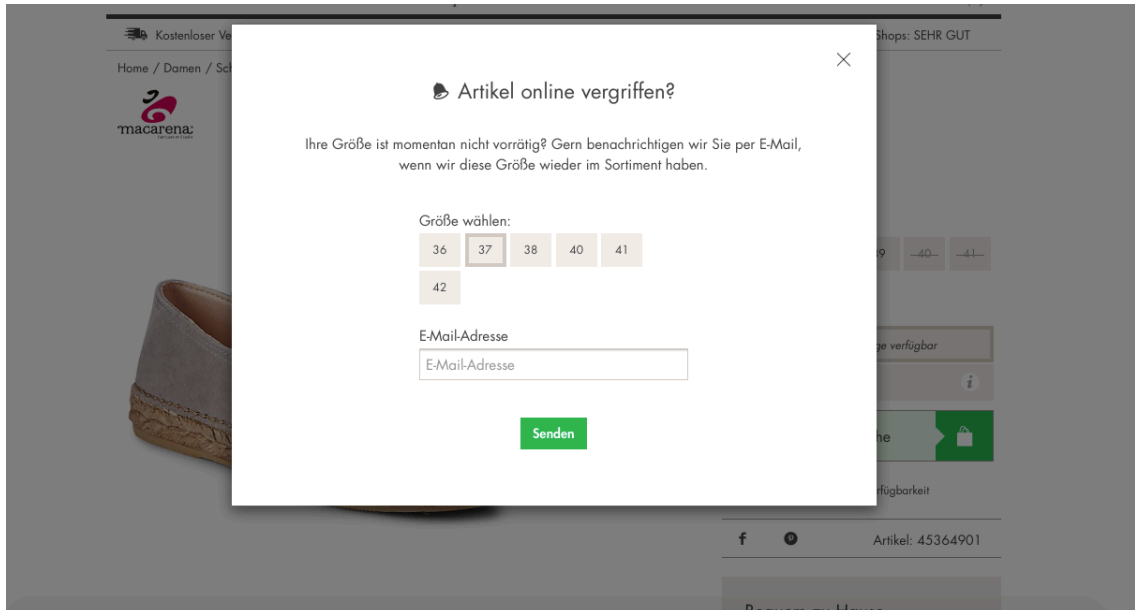 Kostenloser Ve
Shops: SEHR GUT
Home / Damen / Sch
macarena
Artikel online vergriffen?
Ihre Größe ist momentan nicht vorrätig? Gern benachrichtigen wir Sie per E-Mail,
wenn wir diese Größe wieder im Sortiment haben.
Größe wählen:
36 37 38 40 41
42
9 40 41
E-Mail-Adresse
E-Mail-Adresse
ge verfügbar
i
Senden
he
rfügbarkeit
f
Artikel: 45364901